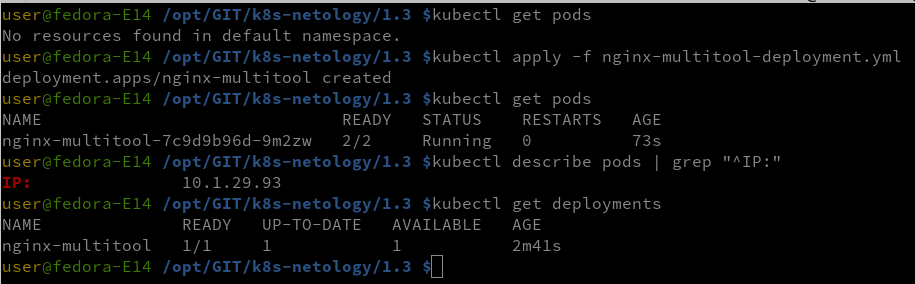 user@fedora-E14 /opt/GIT/k8s-netology/1.3 $kubectl get pods
No resources found in default namespace.
user@fedora-E14 /opt/GIT/k8s-netology/1.3 $kubectl apply -f nginx-multitool-deployment.yml
deployment.apps/nginx-multitool created
user@fedora-E14 /opt/GIT/k8s-netology/1.3 $kubectl get pods
NAME READY STATUS RESTARTS AGE
nginx-multitool-7c9d9b96d-9m2zw 2/2 Running 0 73s
user@fedora-E14 /opt/GIT/k8s-netology/1.3 $kubectl describe pods | grep "^IP:"
IP: 10.1.29.93
user@fedora-E14 /opt/GIT/k8s-netology/1.3 $kubectl get deployments
NAME READY UP-TO-DATE AVAILABLE AGE
nginx-multitool 1/1 1 1 2m41s
user@fedora-E14 /opt/GIT/k8s-netology/1.3 $